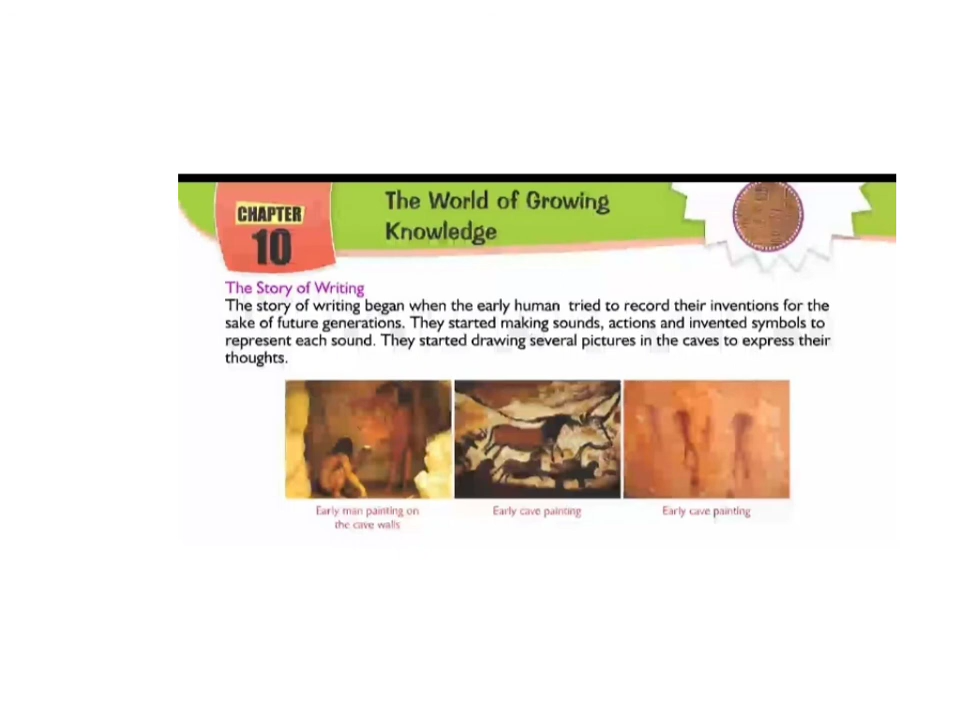 CHAPTER
10
The World of Growing
Knowledge
The Story of Writing
The story of writing began when the early human tried to record their inventions for the
sake of future generations. They started making sounds, actions and invented symbols to
represent each sound. They started drawing several pictures in the caves to express their
thoughts.
Early man painting on
the cave walls
Early cave painting
Early cave painting